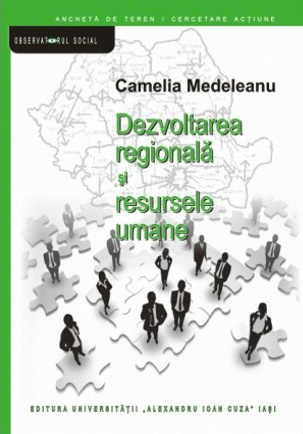 ANCHETĂ DE TEREN / CERCETARE ACȚIUNE
OBSERVATORUL SOCIAL
Camelia Medeleanu
Dezvoltarea
regională
și
resursele
umane
EDITURA UNIVERSITĂȚII „ALEXANDRU IOAN CUZA" IAȘI